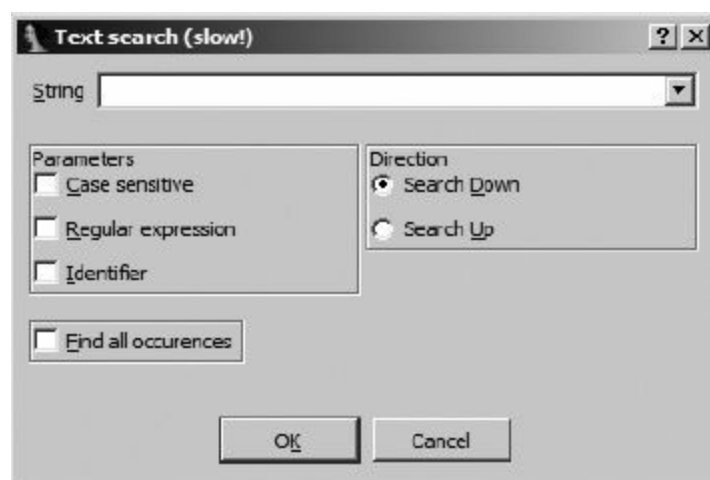 Text search (slow!)
String
Parameters
Case sensitive
Regular expression
Identifier
Direction
Search Down
Search Up
Find all occurences
OK
Cancel